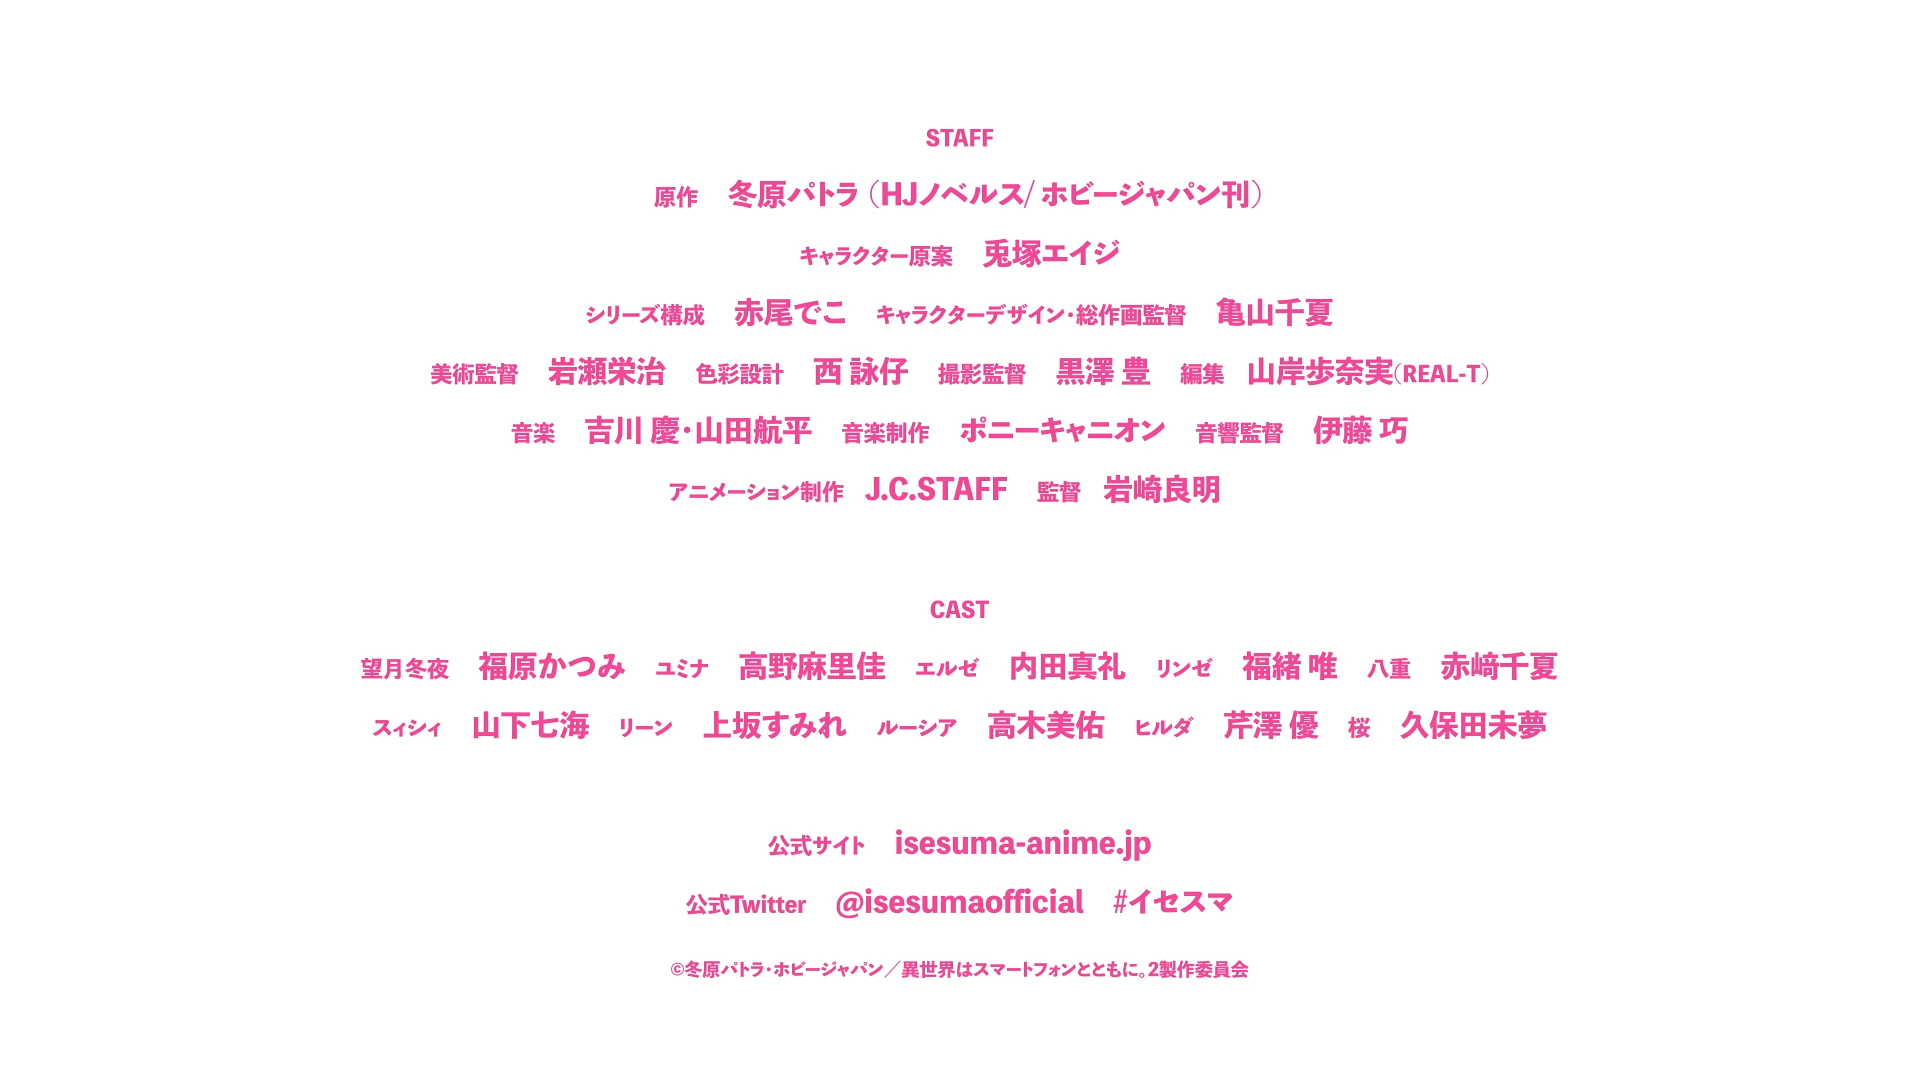 STAFF
原作 冬原パトラ（HJノベルス/ ホビージャパン刊）
キャラクター原案 兎塚エイジ
シリーズ構成 赤尾でこ キャラクターデザイン・総作画監督 亀山千夏
美術監督 岩瀬栄治 色彩設計 西 詠仔 撮影監督 黒澤 豊 編集 山岸歩奈実（REAL-T）
音楽 吉川 慶・山田航平 音楽制作 ポニーキャニオン 音響監督 伊藤 巧
アニメーション制作 J.C.STAFF 監督 岩崎良明
CAST
望月冬夜 福原かつみ ユミナ 高野麻里佳 エルゼ 内田真礼 リンゼ 福緒 唯 八重 赤﨑千夏
スィシィ 山下七海 リーン 上坂すみれ ルーシア 高木美佑 ヒルダ 芹澤 優 桜 久保田未夢
公式サイト isesuma-anime.jp
公式Twitter @isesumaofficial #イセスマ
©冬原パトラ・ホビージャパン／異世界はスマートフォンとともに。2製作委員会